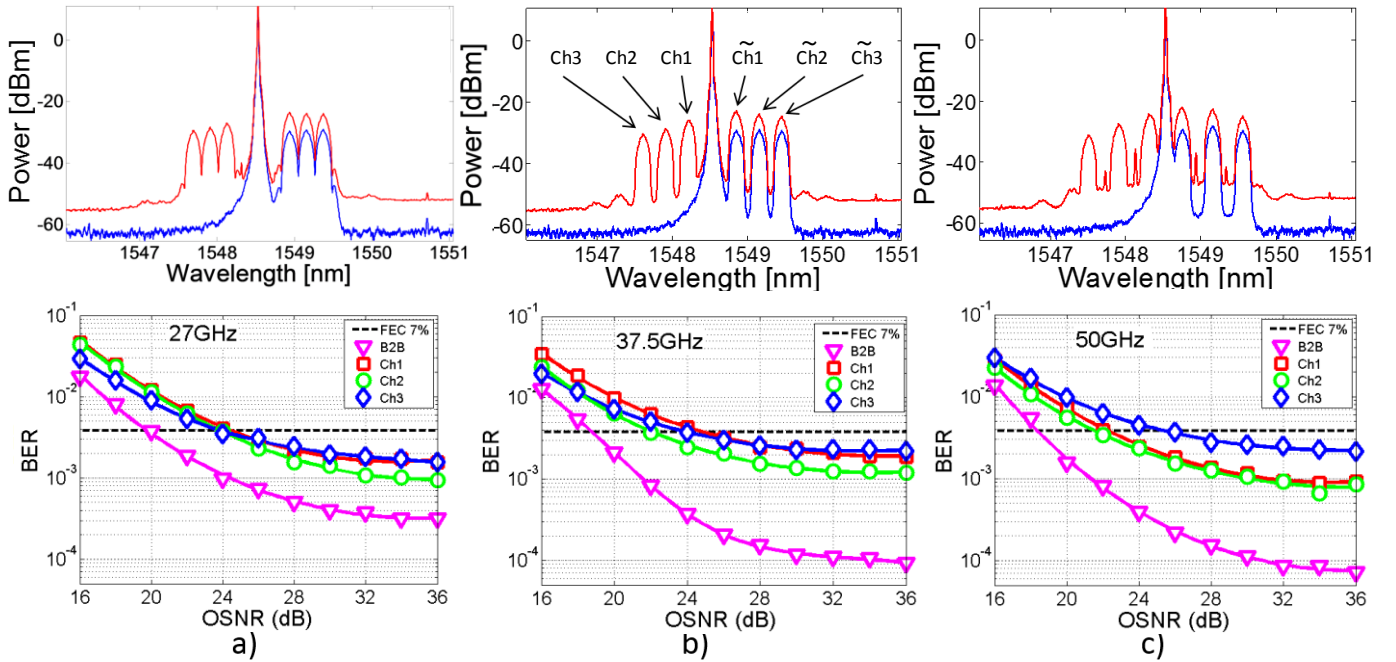 Power [dBm]
0
-20
-40
-60
1547 1548 1549 1550 1551
Wavelength [nm]
Power [dBm]
0
-20
-40
-60
Ch3 Ch2 Ch1 C̃h1 C̃h2 C̃h3
1547 1548 1549 1550 1551
Wavelength [nm]
Power [dBm]
0
-20
-40
-60
1547 1548 1549 1550 1551
Wavelength [nm]
BER
10⁻¹
10⁻²
10⁻³
10⁻⁴
27GHz
FEC 7%
B2B
Ch1
Ch2
Ch3
16 20 24 28 32 36
OSNR (dB)
a)
BER
10⁻¹
10⁻²
10⁻³
10⁻⁴
37.5GHz
FEC 7%
B2B
Ch1
Ch2
Ch3
16 20 24 28 32 36
OSNR (dB)
b)
BER
10⁻¹
10⁻²
10⁻³
10⁻⁴
50GHz
FEC 7%
B2B
Ch1
Ch2
Ch3
16 20 24 28 32 36
OSNR (dB)
c)